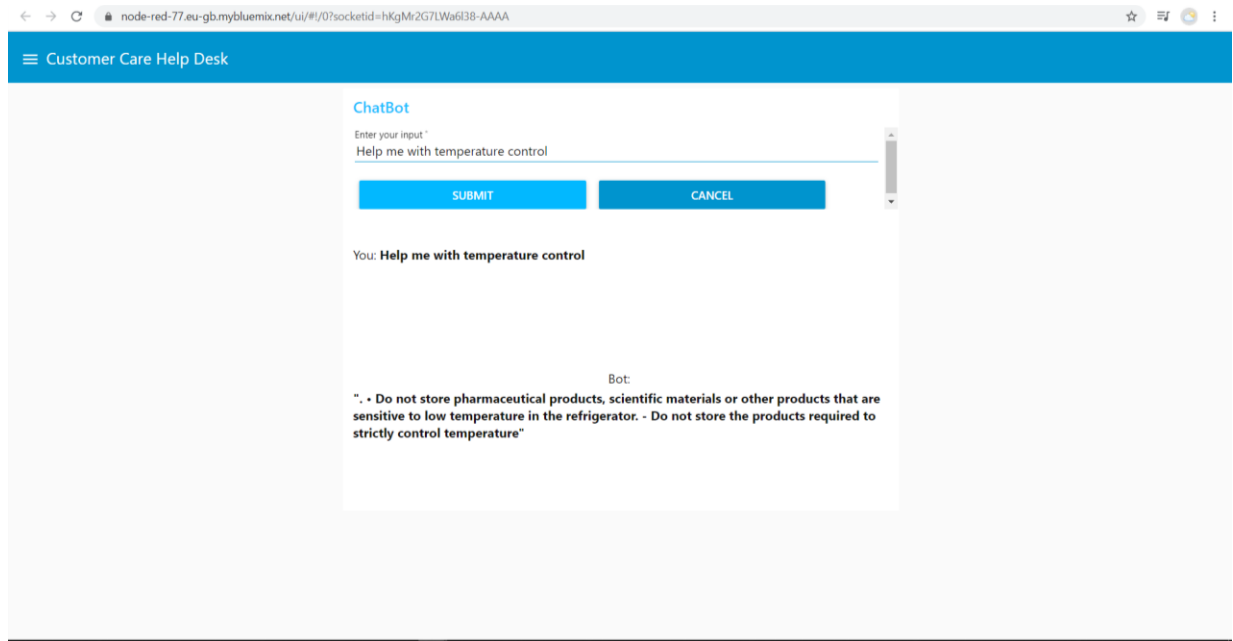 node-red-77.eu-gb.mybluemix.net/ui/#!/0?socketid=hKgMr2G7LWa6l38-AAAA
Customer Care Help Desk
ChatBot
Enter your input *
Help me with temperature control
SUBMIT CANCEL
You: Help me with temperature control
Bot:
". • Do not store pharmaceutical products, scientific materials or other products that are
sensitive to low temperature in the refrigerator. - Do not store the products required to
strictly control temperature"